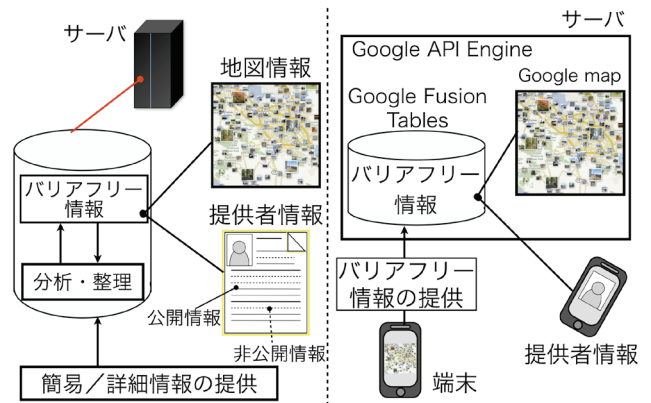 サーバ
地図情報
バリアフリー
情報
提供者情報
分析・整理
公開情報
非公開情報
簡易／詳細情報の提供
サーバ
Google API Engine
Google map
Google Fusion
Tables
バリアフリー
情報
バリアフリー
情報の提供
端末
提供者情報